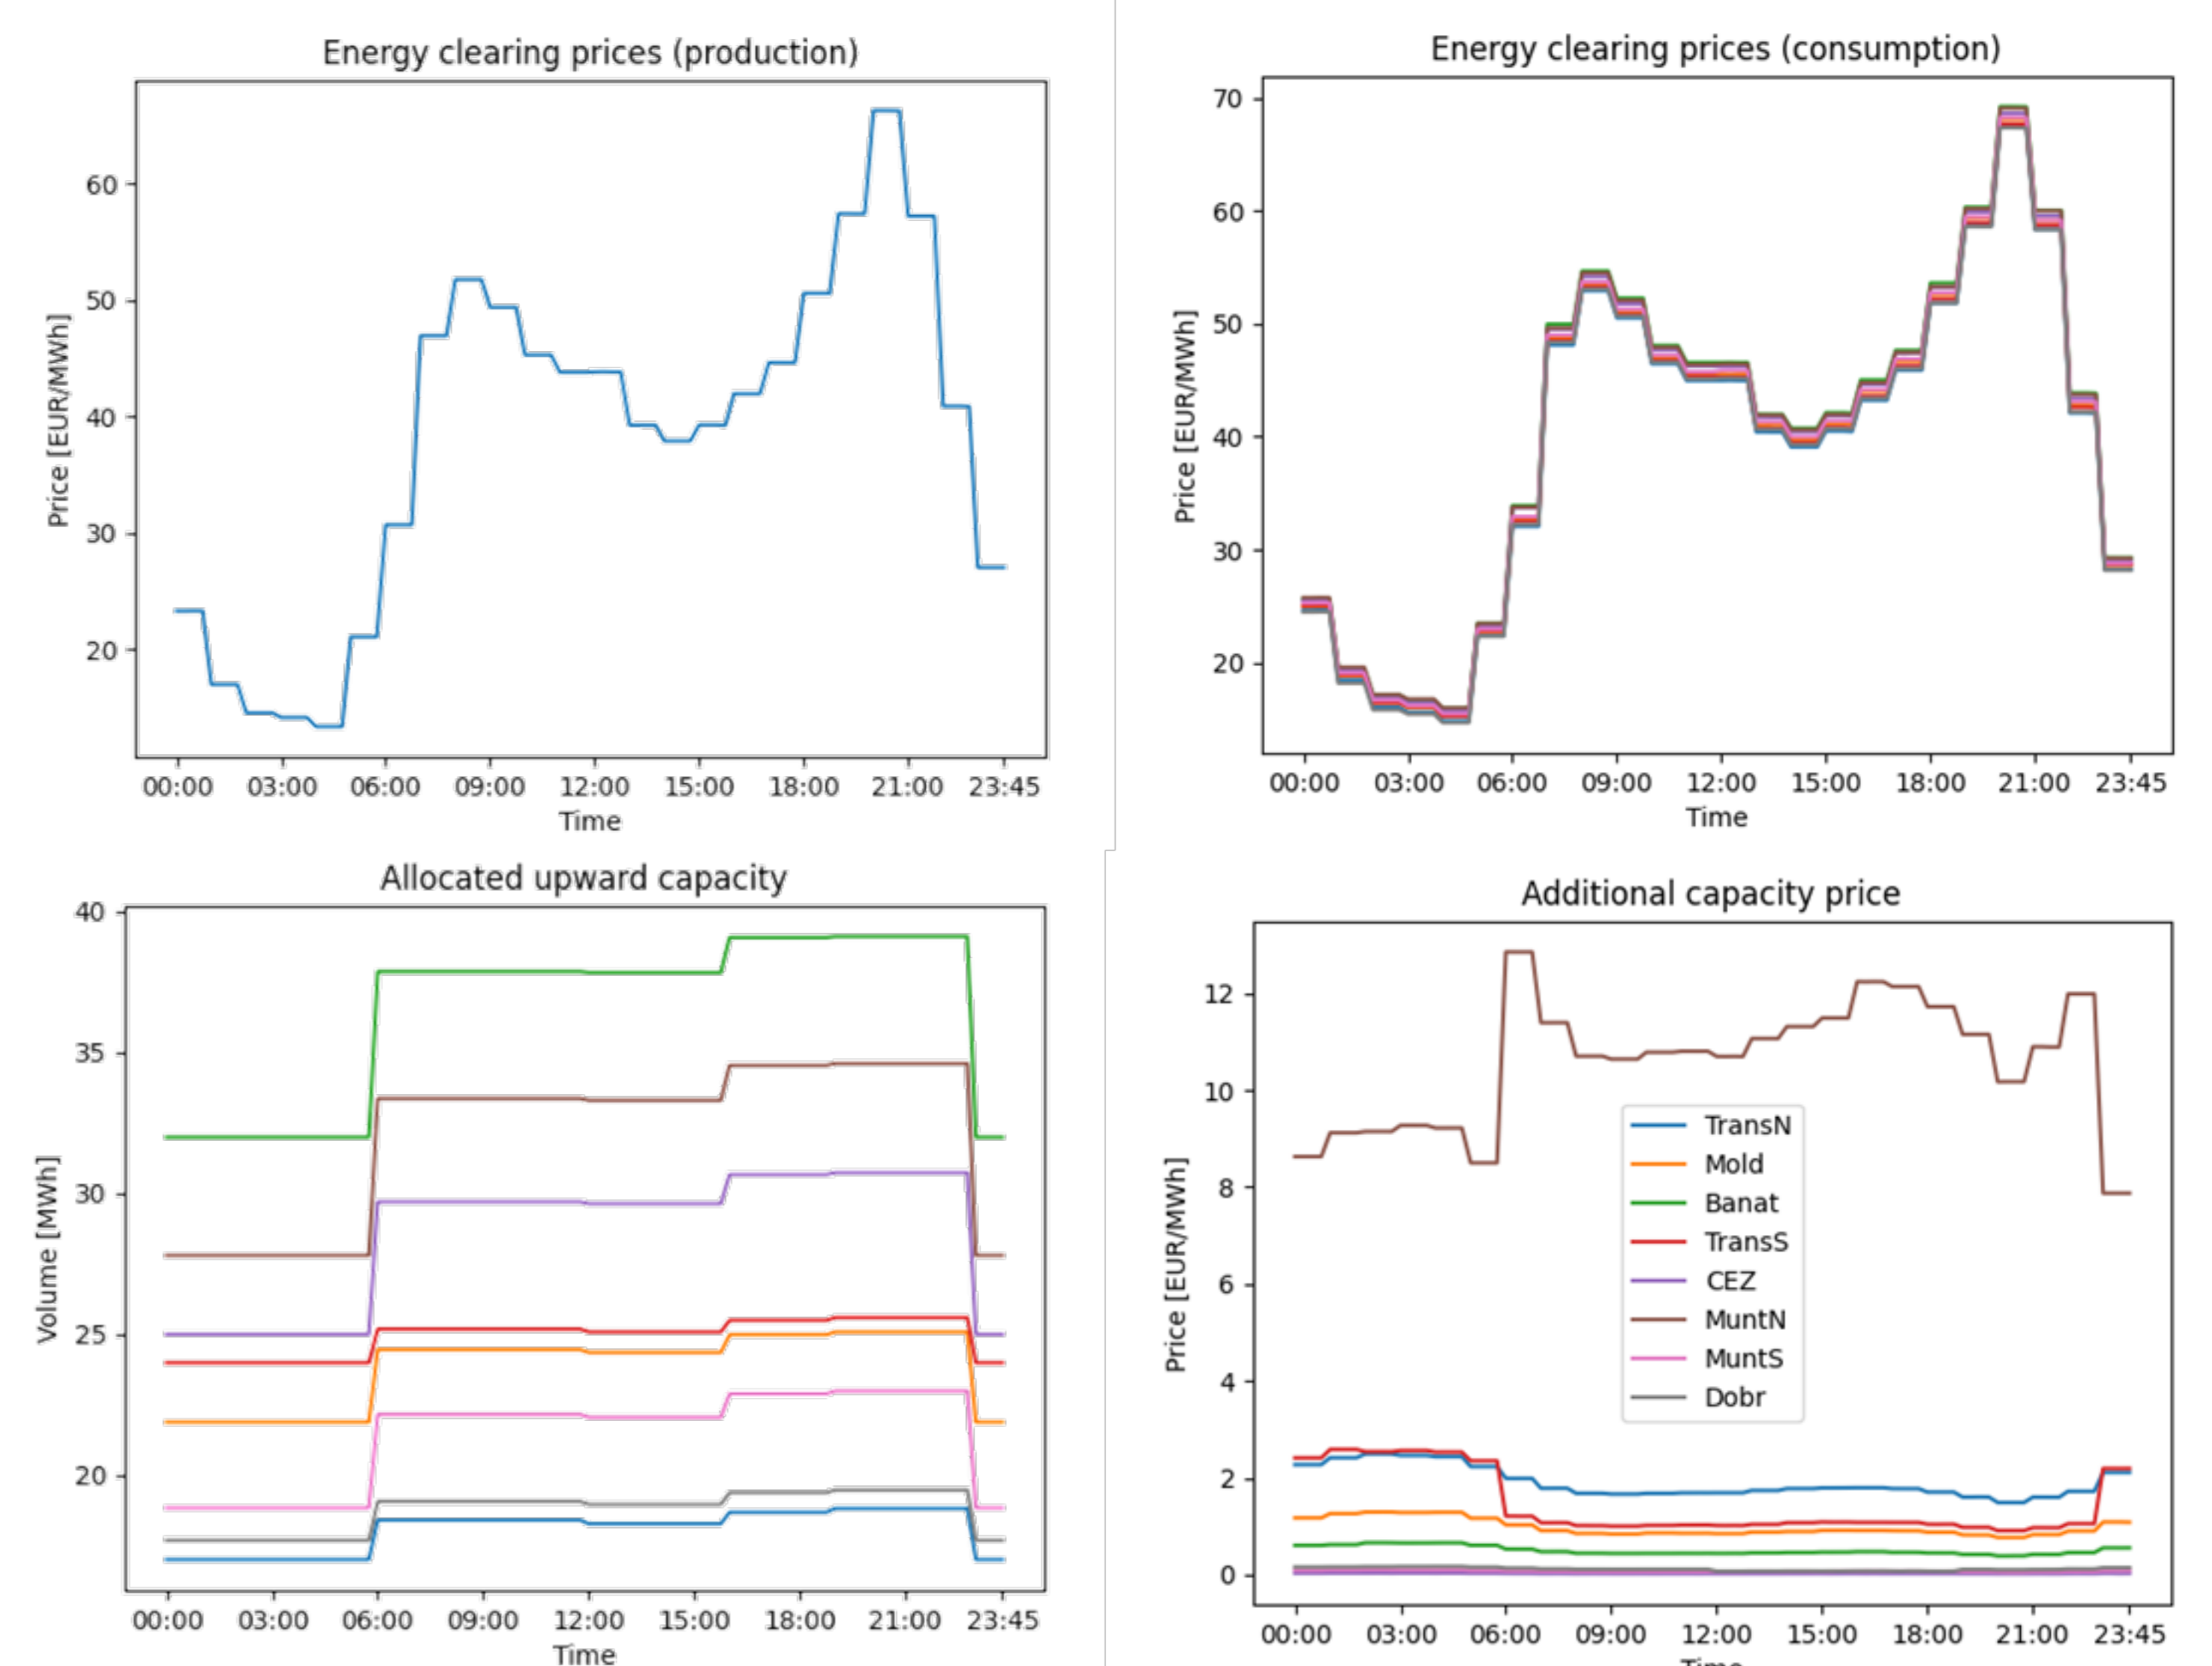 Energy clearing prices (production)
Price [EUR/MWh]
60
50
40
30
20
00:00 03:00 06:00 09:00 12:00 15:00 18:00 21:00 23:45
Time
Energy clearing prices (consumption)
Price [EUR/MWh]
70
60
50
40
30
20
00:00 03:00 06:00 09:00 12:00 15:00 18:00 21:00 23:45
Time
Allocated upward capacity
Volume [MWh]
40
35
30
25
20
00:00 03:00 06:00 09:00 12:00 15:00 18:00 21:00 23:45
Time
Additional capacity price
Price [EUR/MWh]
12
10
8
6
4
2
0
TransN
Mold
Banat
TransS
CEZ
MuntN
MuntS
Dobr
00:00 03:00 06:00 09:00 12:00 15:00 18:00 21:00 23:45
Time